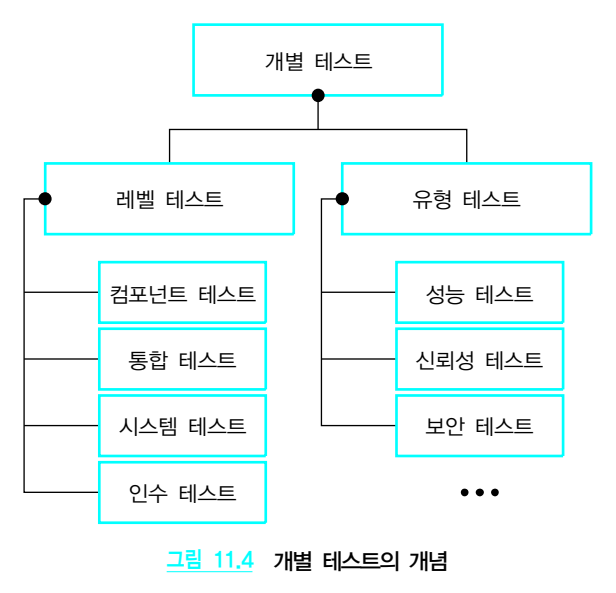 개별 테스트
레벨 테스트
유형 테스트
컴포넌트 테스트
성능 테스트
통합 테스트
신뢰성 테스트
시스템 테스트
보안 테스트
인수 테스트
•••
그림 11.4 개별 테스트의 개념